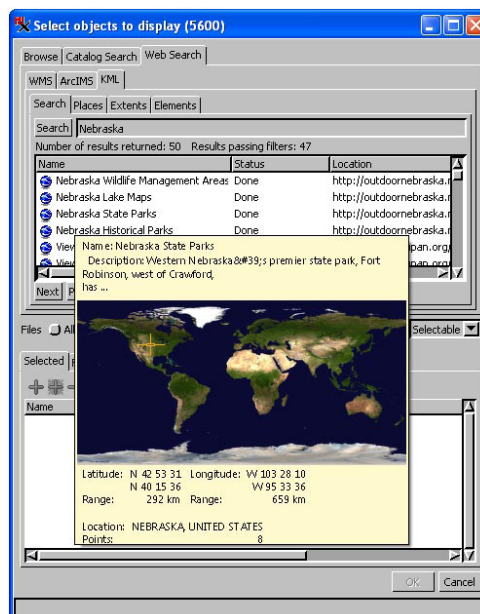 Select objects to display (5600)
Browse Catalog Search Web Search
WMS ArcIMS KML
Search Places Extents Elements
Search Nebraska
Number of results returned: 50 Results passing filters: 47
Name Status Location
Nebraska Wildlife Management Areas Done http://outdoornebraska.
Nebraska Lake Maps Done http://outdoornebraska.
Nebraska State Parks Done http://outdoornebraska.
Nebraska Historical Parks Done http://outdoornebraska.
View
Name: Nebraska State Parks
Description: Western Nebraska&#39;s premier state park, Fort
Robinson, west of Crawford,
has ...
Next
Files All Selectable
Selected
Name
Latitude: N 42 53 31 Longitude: W 103 28 10
N 40 15 36 W 95 33 36
Range: 292 km Range: 659 km
Location: NEBRASKA, UNITED STATES
Points: 8
OK Cancel